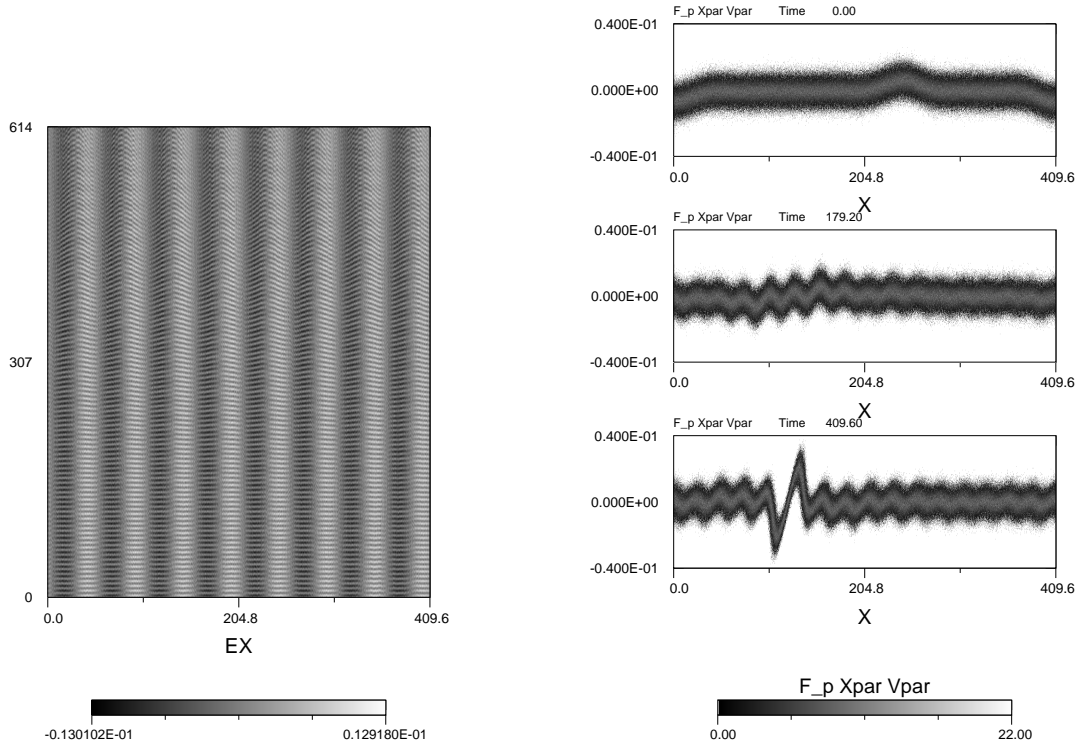 614
307
0
0.0 204.8 409.6
EX
-0.130102E-01 0.129180E-01
F_p Xpar Vpar Time 0.00
0.400E-01
0.000E+00
-0.400E-01
0.0 204.8 409.6
X
F_p Xpar Vpar Time 179.20
0.400E-01
0.000E+00
-0.400E-01
0.0 204.8 409.6
X
F_p Xpar Vpar Time 409.60
0.400E-01
0.000E+00
-0.400E-01
0.0 204.8 409.6
X
F_p Xpar Vpar
0.00 22.00